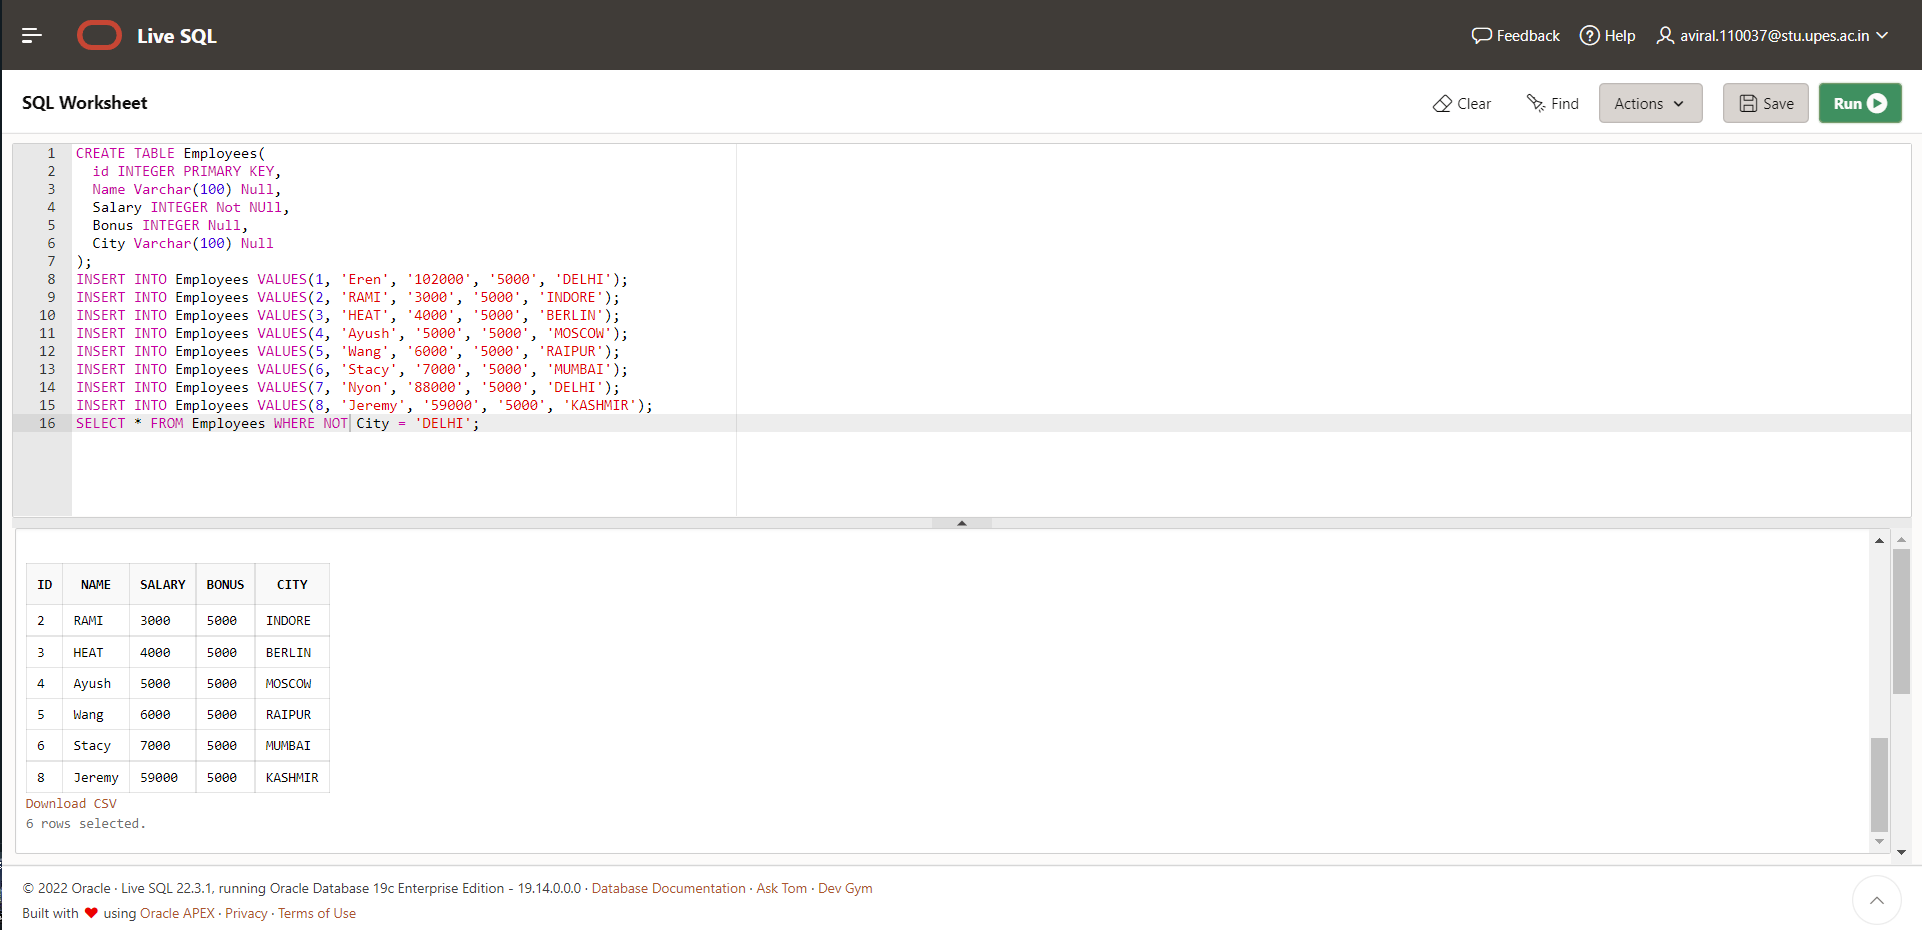 Live SQL
Feedback
Help
aviral.110037@stu.upes.ac.in
SQL Worksheet
Clear
Find
Actions
Save
Run
1 CREATE TABLE Employees(
2 id INTEGER PRIMARY KEY,
3 Name Varchar(100) Null,
4 Salary INTEGER Not NUll,
5 Bonus INTEGER Null,
6 City Varchar(100) Null
7 );
8 INSERT INTO Employees VALUES(1, 'Eren', '102000', '5000', 'DELHI');
9 INSERT INTO Employees VALUES(2, 'RAMI', '3000', '5000', 'INDORE');
10 INSERT INTO Employees VALUES(3, 'HEAT', '4000', '5000', 'BERLIN');
11 INSERT INTO Employees VALUES(4, 'Ayush', '5000', '5000', 'MOSCOW');
12 INSERT INTO Employees VALUES(5, 'Wang', '6000', '5000', 'RAIPUR');
13 INSERT INTO Employees VALUES(6, 'Stacy', '7000', '5000', 'MUMBAI');
14 INSERT INTO Employees VALUES(7, 'Nyon', '88000', '5000', 'DELHI');
15 INSERT INTO Employees VALUES(8, 'Jeremy', '59000', '5000', 'KASHMIR');
16 SELECT * FROM Employees WHERE NOT City = 'DELHI';
ID NAME SALARY BONUS CITY
2 RAMI 3000 5000 INDORE
3 HEAT 4000 5000 BERLIN
4 Ayush 5000 5000 MOSCOW
5 Wang 6000 5000 RAIPUR
6 Stacy 7000 5000 MUMBAI
8 Jeremy 59000 5000 KASHMIR
Download CSV
6 rows selected.
© 2022 Oracle · Live SQL 22.3.1, running Oracle Database 19c Enterprise Edition - 19.14.0.0.0 · Database Documentation · Ask Tom · Dev Gym
Built with ❤ using Oracle APEX · Privacy · Terms of Use